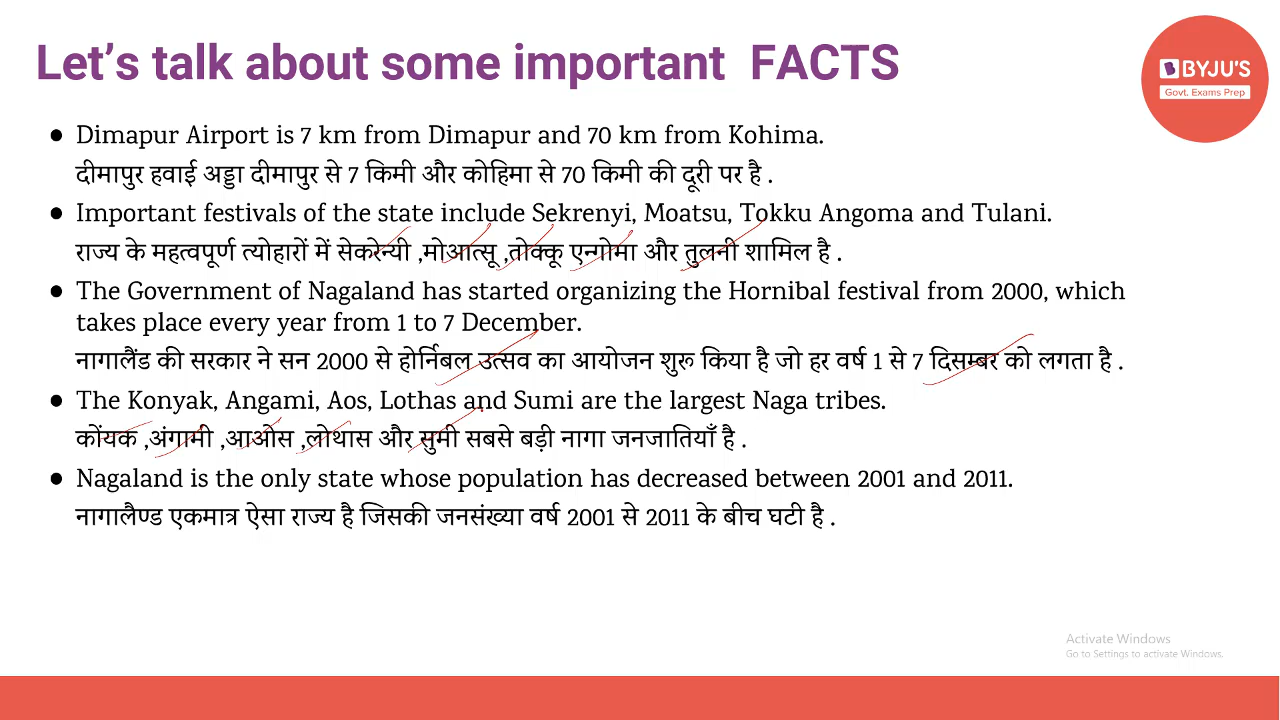 Let's talk about some important FACTS
BYJU'S
Govt. Exams Prep
● Dimapur Airport is 7 km from Dimapur and 70 km from Kohima.
दीमापुर हवाई अड्डा दीमापुर से 7 किमी और कोहिमा से 70 किमी की दूरी पर है .
● Important festivals of the state include Sekrenyi, Moatsu, Tokku Angoma and Tulani.
राज्य के महत्वपूर्ण त्योहारों में सेकरेन्यी ,मोआत्सू ,तोक्कू एन्गोमा और तुलनी शामिल है .
● The Government of Nagaland has started organizing the Hornibal festival from 2000, which
takes place every year from 1 to 7 December.
नागालैंड की सरकार ने सन 2000 से होर्निबल उत्सव का आयोजन शुरू किया है जो हर वर्ष 1 से 7 दिसम्बर को लगता है .
● The Konyak, Angami, Aos, Lothas and Sumi are the largest Naga tribes.
कोंयक ,अंगामी ,आओस ,लोथास और सुमी सबसे बड़ी नागा जनजातियाँ है .
● Nagaland is the only state whose population has decreased between 2001 and 2011.
नागालैण्ड एकमात्र ऐसा राज्य है जिसकी जनसंख्या वर्ष 2001 से 2011 के बीच घटी है .
Activate Windows
Go to Settings to activate Windows.